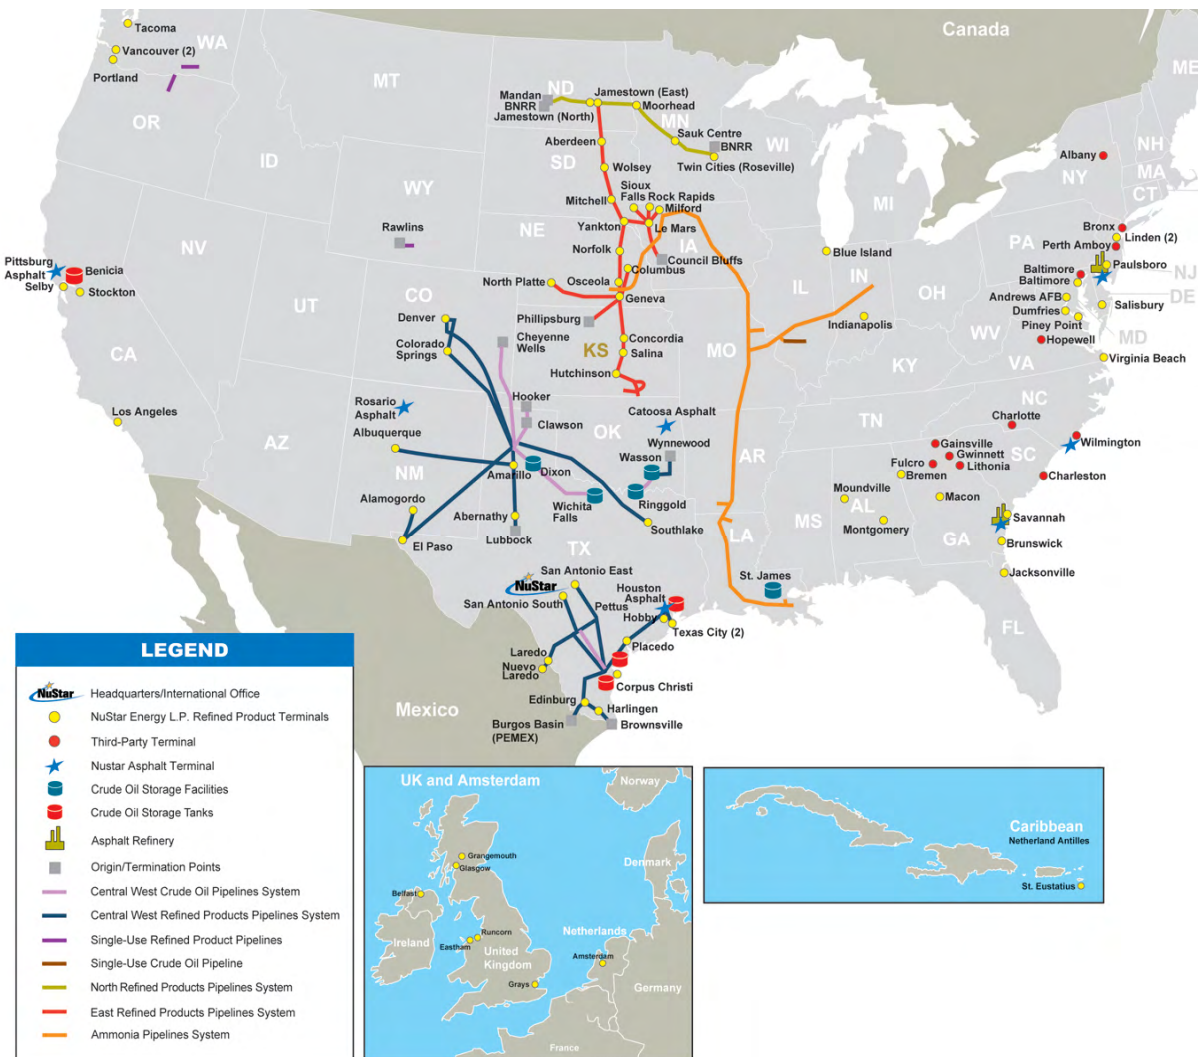 Canada
Tacoma
WA
Vancouver (2)
Portland
MT
ND
Mandan
BNRR
Jamestown (North)
Jamestown (East)
Moorhead
MN
ME
OR
ID
Aberdeen
SD
Sauk Centre
BNRR
Twin Cities (Roseville)
WI
Albany
NH
NY
MA
CT
WY
Wolsey
Sioux
Falls
Rock Rapids
Milford
Mitchell
MI
Rawlins
NE
Yankton
Le Mars
IA
Bronx
Linden (2)
PA
Perth Amboy
NV
Norfolk
Council Bluffs
Blue Island
Pittsburg
Asphalt
Selby
Benicia
Stockton
Columbus
Osceola
North Platte
Geneva
IL
IN
OH
Baltimore
Baltimore
Paulsboro
NJ
DE
UT
CO
Denver
Phillipsburg
Andrews AFB
Dumfries
Salisbury
Piney Point
MD
Indianapolis
WV
Hopewell
Colorado
Springs
Cheyenne
Wells
KS
Concordia
Salina
MO
CA
KY
VA
Virginia Beach
Hutchinson
Rosario
Asphalt
Hooker
Clawson
Catoosa Asphalt
OK
Los Angeles
Albuquerque
Wynnewood
TN
NC
Charlotte
AZ
NM
Amarillo
Dixon
Wasson
AR
Gainsville
Gwinnett
Lithonia
Fulcro
Bremen
SC
Wilmington
Charleston
Alamogordo
Abernathy
Wichita
Falls
Ringgold
Moundville
AL
Macon
Lubbock
Southlake
El Paso
MS
Montgomery
GA
Savannah
Brunswick
TX
LA
San Antonio East
NuStar
San Antonio South
Pettus
Houston
Asphalt
Hobby
Texas City (2)
St. James
Jacksonville
FL
Placedo
Laredo
Nuevo
Laredo
Corpus Christi
Edinburg
Harlingen
Burgos Basin
(PEMEX)
Brownsville
Mexico
LEGEND
NuStar
Headquarters/International Office
NuStar Energy L.P. Refined Product Terminals
Third-Party Terminal
Nustar Asphalt Terminal
Crude Oil Storage Facilities
Crude Oil Storage Tanks
Asphalt Refinery
Origin/Termination Points
Central West Crude Oil Pipelines System
Central West Refined Products Pipelines System
Single-Use Refined Product Pipelines
Single-Use Crude Oil Pipeline
North Refined Products Pipelines System
East Refined Products Pipelines System
Ammonia Pipelines System
UK and Amsterdam
Norway
Grangemouth
Glasgow
Denmark
Belfast
Runcorn
Eastham
Ireland
United
Kingdom
Netherlands
Amsterdam
Grays
Germany
France
Caribbean
Netherland Antilles
St. Eustatius